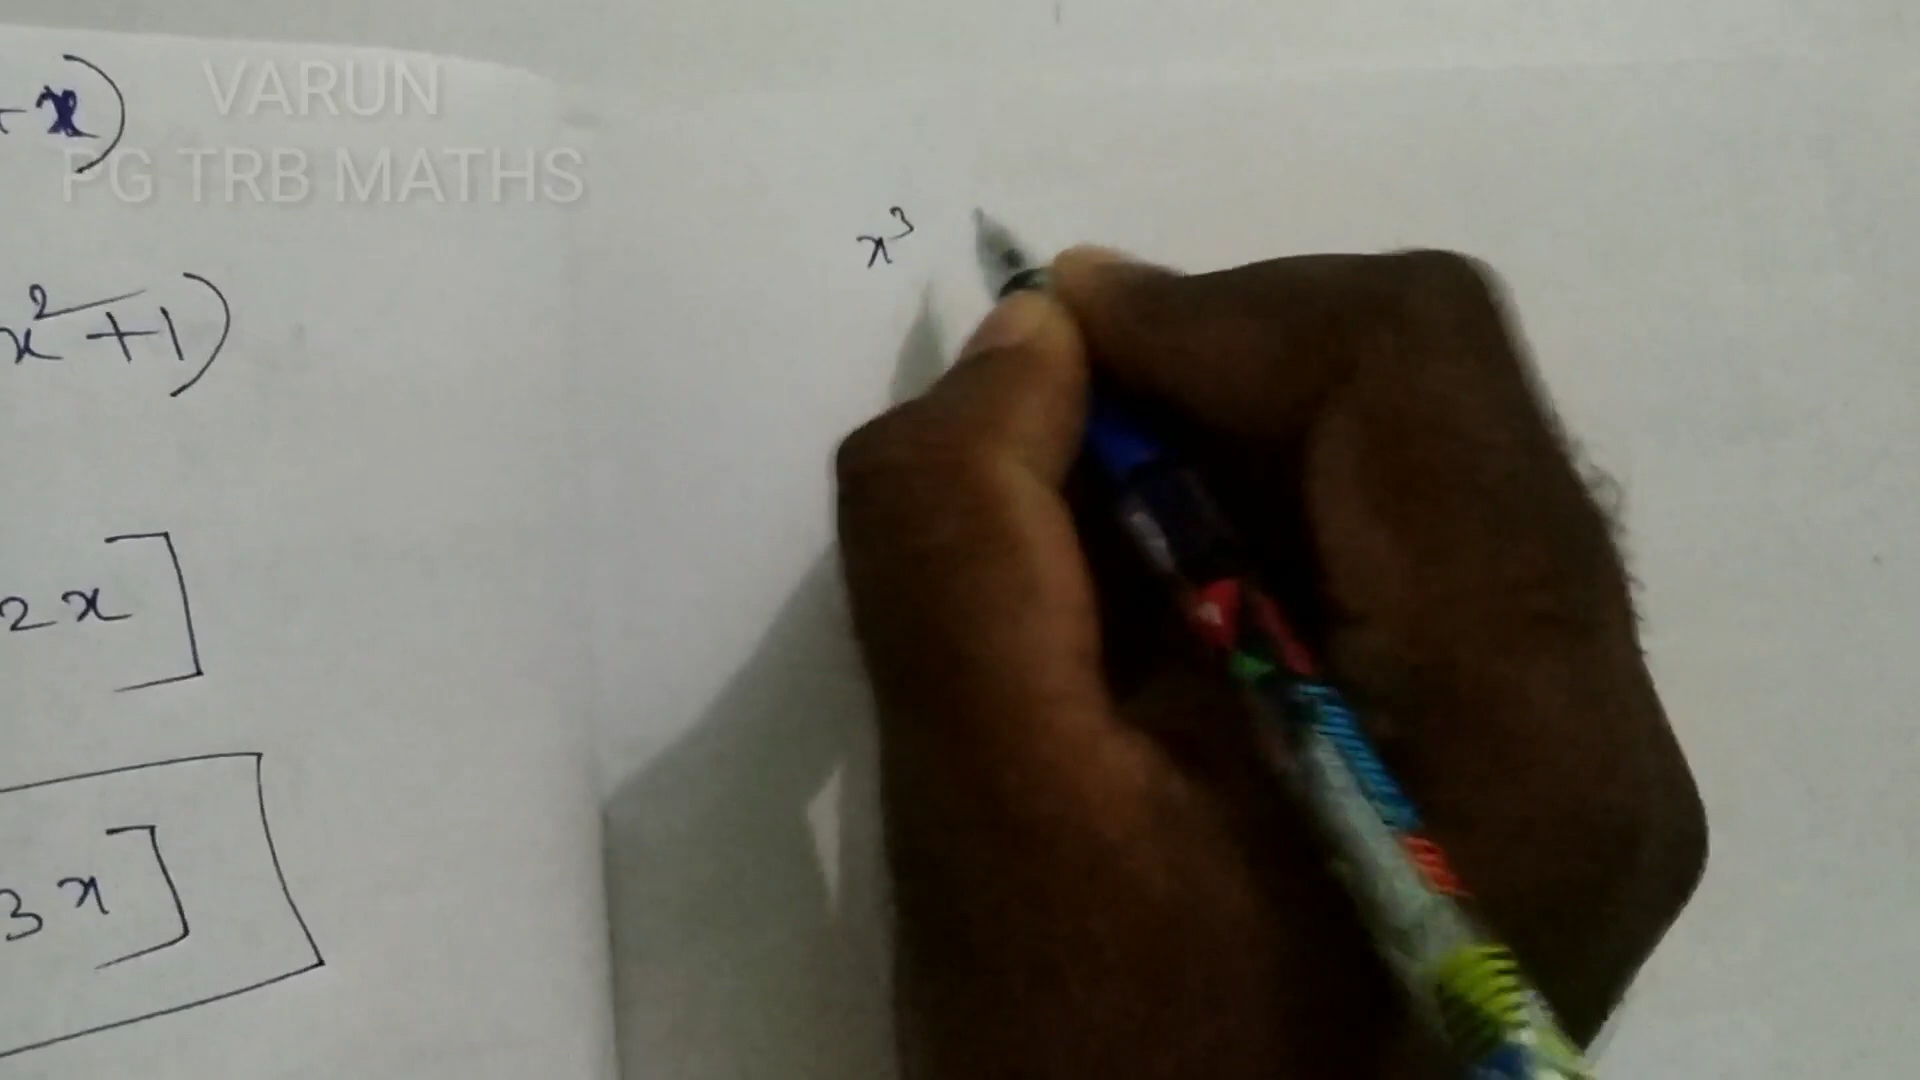 VARUN
PG TRB MATHS
+ x)
x² + 1)
2x]
3x]
x³